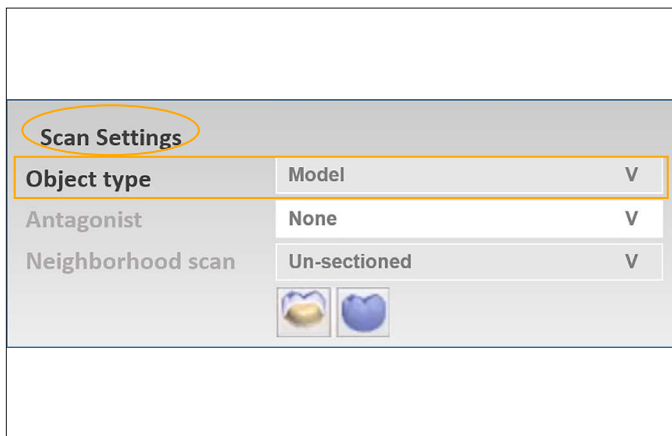 Scan Settings
Object type Model V
Antagonist None V
Neighborhood scan Un-sectioned V